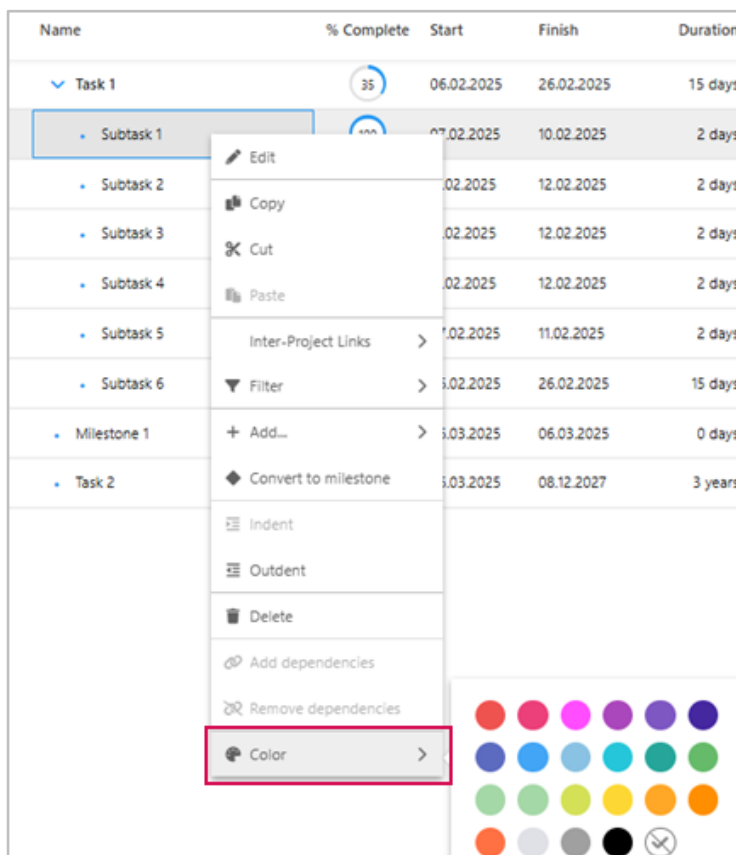 Name % Complete Start Finish Duration
Task 1 35 06.02.2025 26.02.2025 15 days
Subtask 1 07.02.2025 10.02.2025 2 days
Edit
Subtask 2 .02.2025 12.02.2025 2 days
Copy
Subtask 3 .02.2025 12.02.2025 2 days
Cut
Subtask 4 .02.2025 12.02.2025 2 days
Paste
Subtask 5 .02.2025 11.02.2025 2 days
Inter-Project Links
Subtask 6 Filter .02.2025 26.02.2025 15 days
Milestone 1 Add... .03.2025 06.03.2025 0 days
Convert to milestone
Task 2 .03.2025 08.12.2027 3 years
Indent
Outdent
Delete
Add dependencies
Remove dependencies
Color